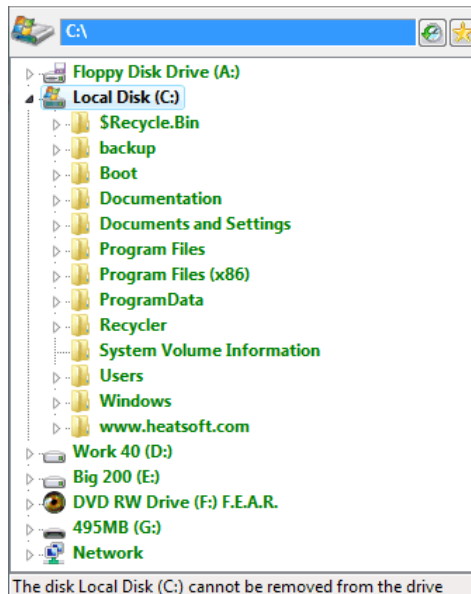 C:\
Floppy Disk Drive (A:)
Local Disk (C:)
$Recycle.Bin
backup
Boot
Documentation
Documents and Settings
Program Files
Program Files (x86)
ProgramData
Recycler
System Volume Information
Users
Windows
www.heatsoft.com
Work 40 (D:)
Big 200 (E:)
DVD RW Drive (F:) F.E.A.R.
495MB (G:)
Network
The disk Local Disk (C:) cannot be removed from the drive